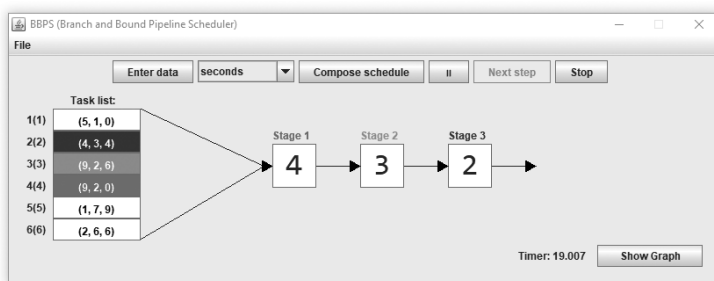 BBPS (Branch and Bound Pipeline Scheduler)
File
Enter data seconds Compose schedule II Next step Stop
Task list:
1(1) (5, 1, 0)
2(2) (4, 3, 4)
3(3) (9, 2, 6)
4(4) (9, 2, 0)
5(5) (1, 7, 9)
6(6) (2, 6, 6)
Stage 1 Stage 2 Stage 3
4 3 2
Timer: 19.007 Show Graph